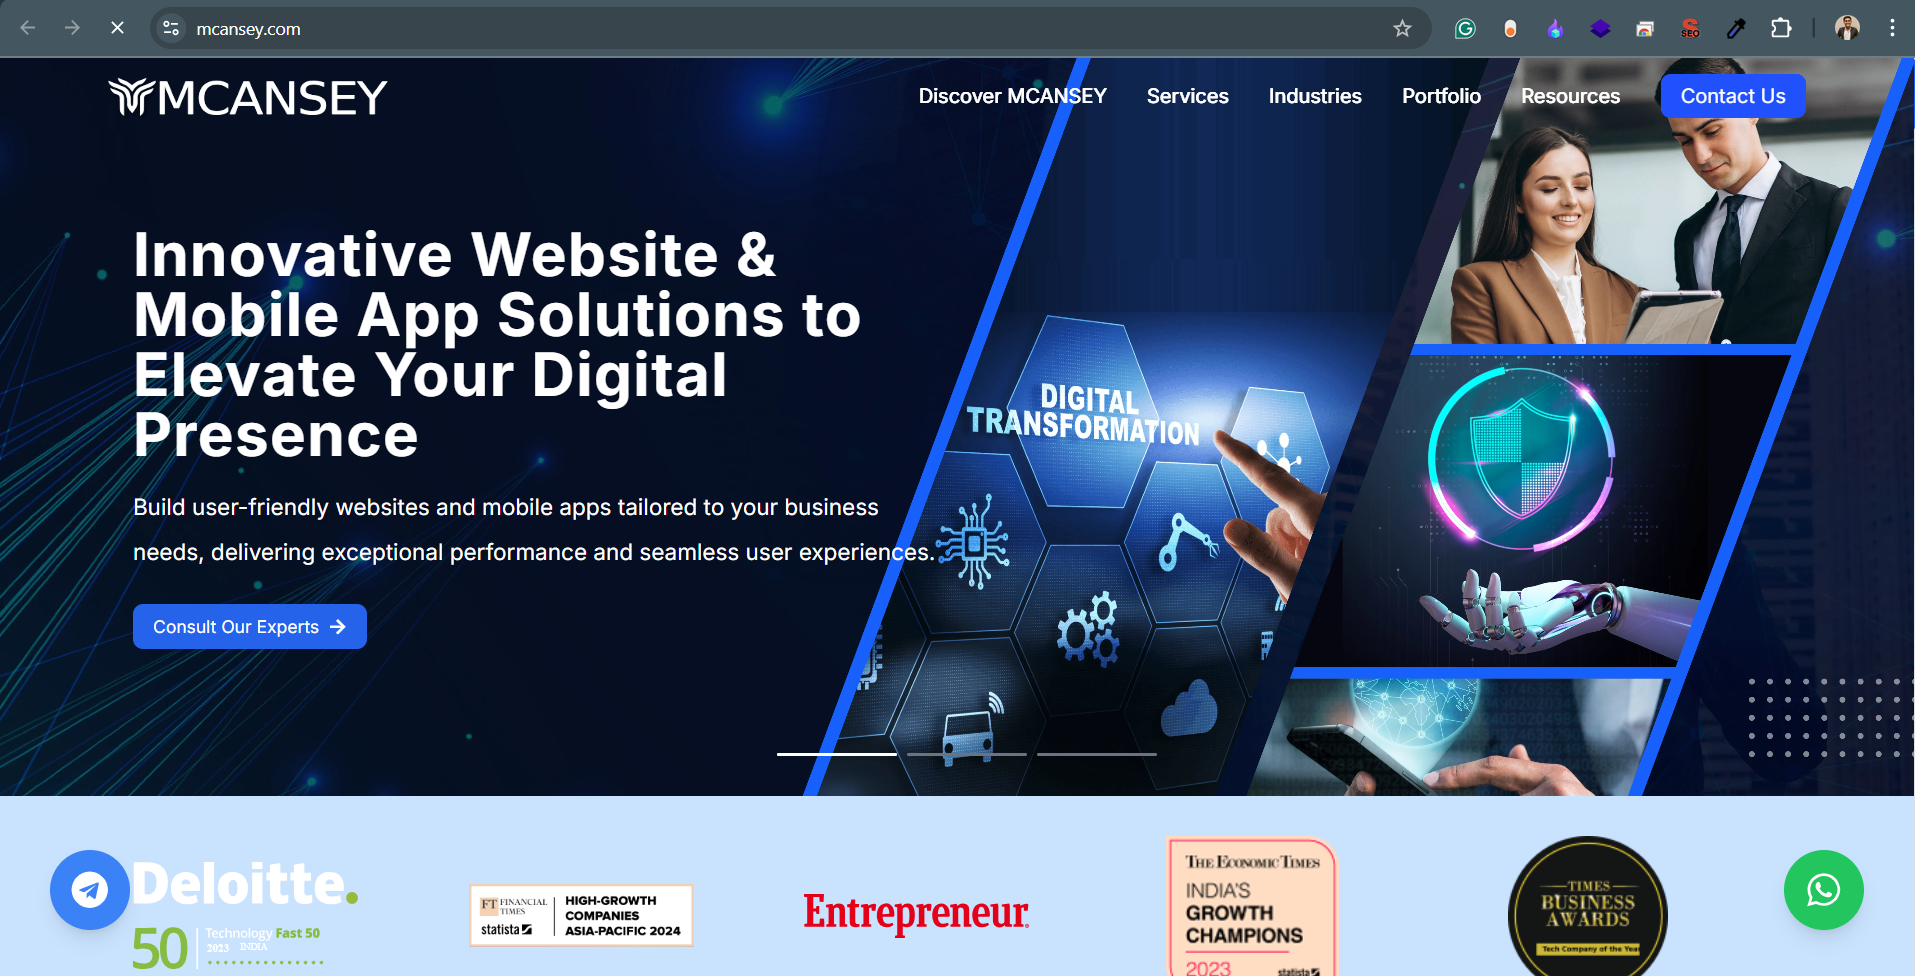 mcansey.com
MCANSEY
Discover MCANSEY
Services
Industries
Portfolio
Resources
Contact Us
Innovative Website &
Mobile App Solutions to
Elevate Your Digital
Presence
Build user-friendly websites and mobile apps tailored to your business
needs, delivering exceptional performance and seamless user experiences.
Consult Our Experts
DIGITAL
TRANSFORMATION
SEO
Deloitte.
50
Technology Fast 50
2023 INDIA
FT FINANCIAL
TIMES
statista
HIGH-GROWTH
COMPANIES
ASIA-PACIFIC 2024
Entrepreneur
THE ECONOMIC TIMES
INDIA'S
GROWTH
CHAMPIONS
2023
statista
TIMES
BUSINESS
AWARDS
Tech Company of the Year